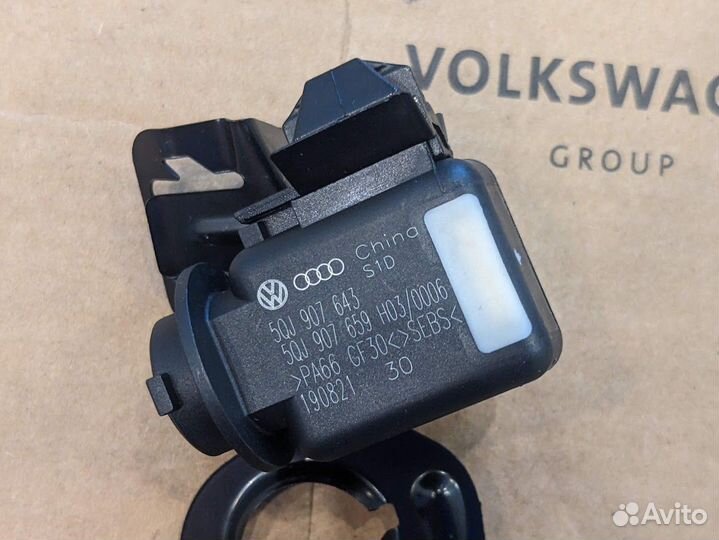 VOLKSWAG
GROUP
China
S1D
5QJ 907 643
5QJ 907 659 H03/0006
>PA66 GF30<>SEBS<
190821 30
Avito